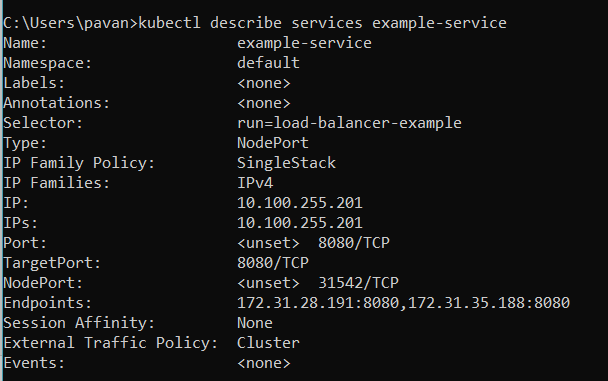 C:\Users\pavan>kubectl describe services example-service
Name:                     example-service
Namespace:                default
Labels:                   <none>
Annotations:              <none>
Selector:                 run=load-balancer-example
Type:                     NodePort
IP Family Policy:         SingleStack
IP Families:              IPv4
IP:                       10.100.255.201
IPs:                      10.100.255.201
Port:                     <unset>  8080/TCP
TargetPort:               8080/TCP
NodePort:                 <unset>  31542/TCP
Endpoints:                172.31.28.191:8080,172.31.35.188:8080
Session Affinity:         None
External Traffic Policy:  Cluster
Events:                   <none>